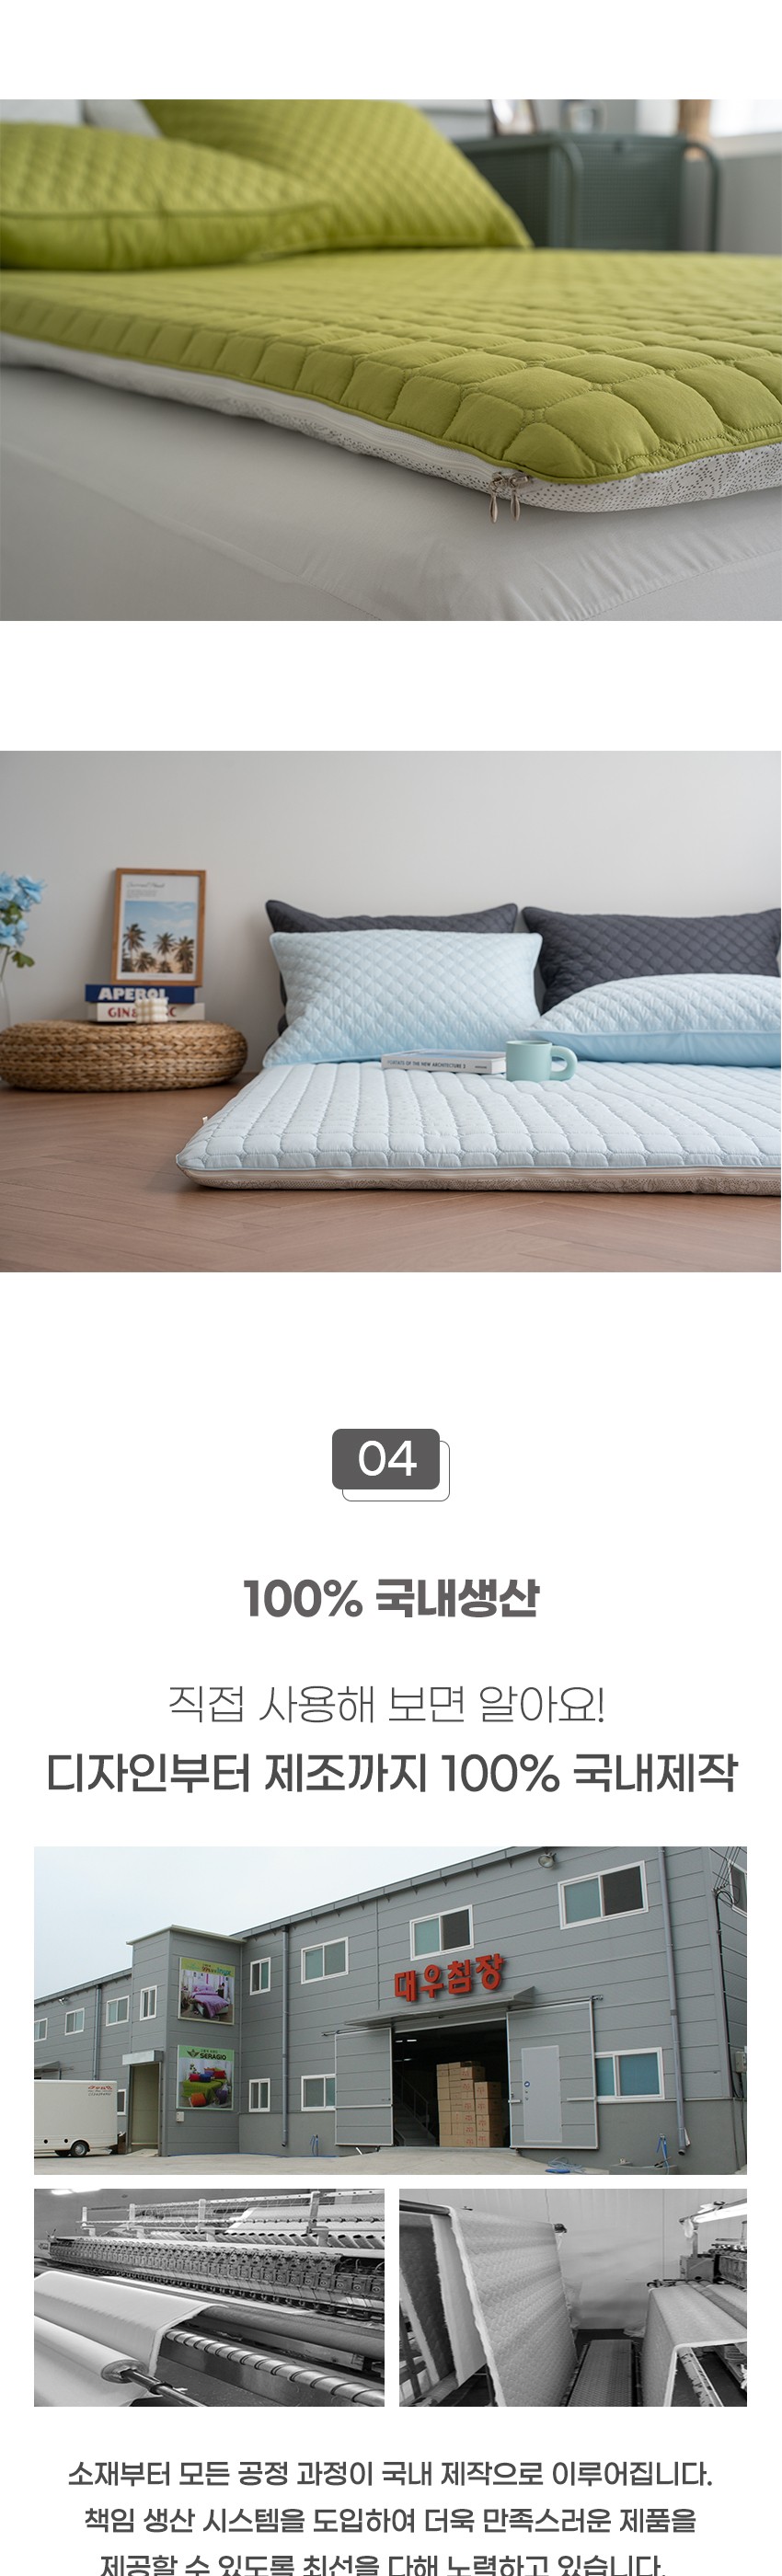 APEROL
04
100% 국내생산
직접 사용해 보면 알아요!
디자인부터 제조까지 100% 국내제작
대우침장
SERAGIO
소재부터 모든 공정 과정이 국내 제작으로 이루어집니다.
책임 생산 시스템을 도입하여 더욱 만족스러운 제품을
제공할 수 있도록 최선을 다해 노력하고 있습니다.